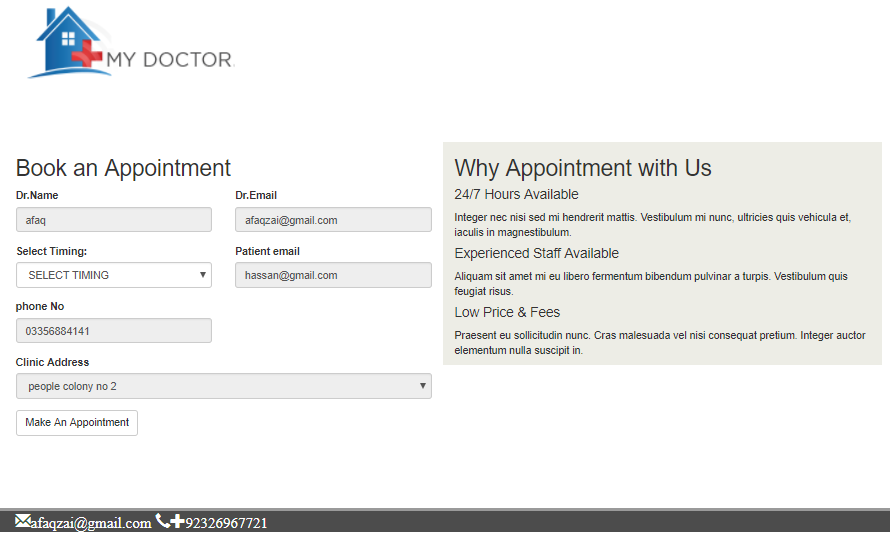 MY DOCTOR
Book an Appointment
Dr.Name
Dr.Email
afaq
afaqzai@gmail.com
Select Timing:
Patient email
SELECT TIMING
hassan@gmail.com
phone No
03356884141
Clinic Address
people colony no 2
Make An Appointment
Why Appointment with Us
24/7 Hours Available
Integer nec nisi sed mi hendrerit mattis. Vestibulum mi nunc, ultricies quis vehicula et,
iaculis in magnestibulum.
Experienced Staff Available
Aliquam sit amet mi eu libero fermentum bibendum pulvinar a turpis. Vestibulum quis
feugiat risus.
Low Price & Fees
Praesent eu sollicitudin nunc. Cras malesuada vel nisi consequat pretium. Integer auctor
elementum nulla suscipit in.
afaqzai@gmail.com +92326967721